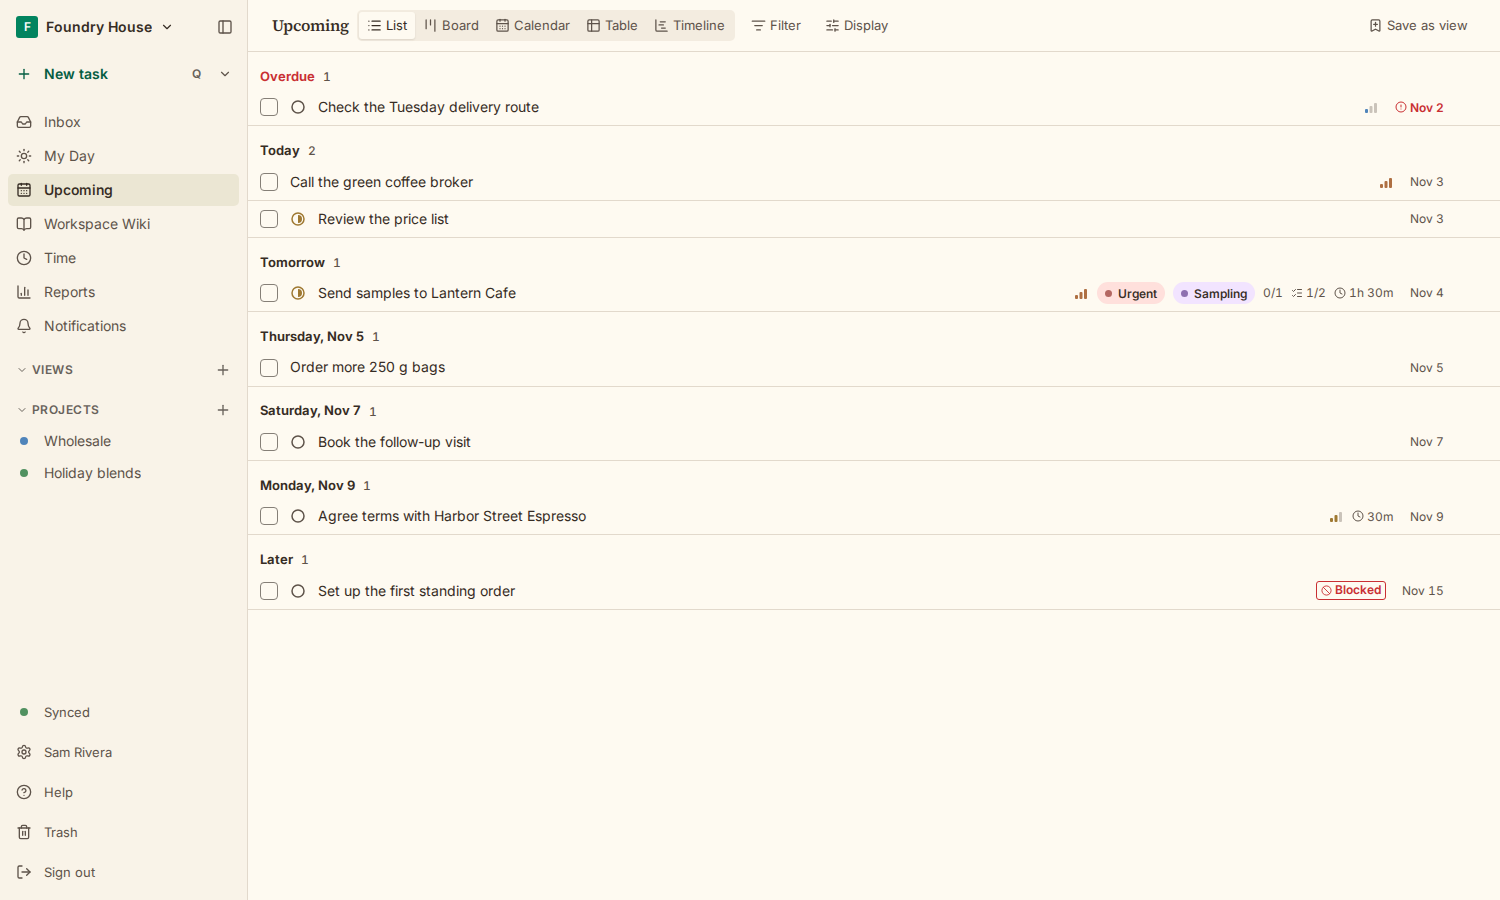 F Foundry House
New task Q
Inbox
My Day
Upcoming
Workspace Wiki
Time
Reports
Notifications
VIEWS
PROJECTS
Wholesale
Holiday blends
Synced
Sam Rivera
Help
Trash
Sign out
Upcoming List Board Calendar Table Timeline Filter Display Save as view
Overdue 1
Check the Tuesday delivery route Nov 2
Today 2
Call the green coffee broker Nov 3
Review the price list Nov 3
Tomorrow 1
Send samples to Lantern Cafe Urgent Sampling 0/1 1/2 1h 30m Nov 4
Thursday, Nov 5 1
Order more 250 g bags Nov 5
Saturday, Nov 7 1
Book the follow-up visit Nov 7
Monday, Nov 9 1
Agree terms with Harbor Street Espresso 30m Nov 9
Later 1
Set up the first standing order Blocked Nov 15